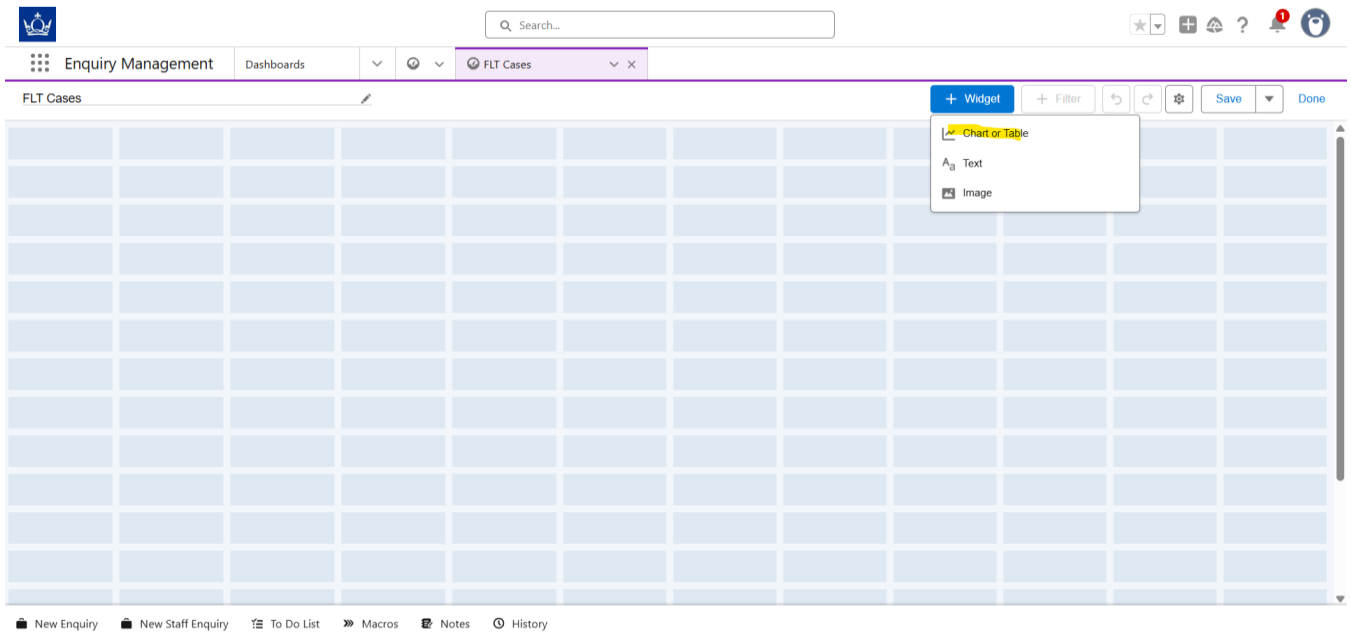 Search...
1
Enquiry Management
Dashboards
FLT Cases
FLT Cases
+ Widget
+ Filter
Save
Done
Chart or Table
Aa Text
Image
New Enquiry
New Staff Enquiry
To Do List
Macros
Notes
History